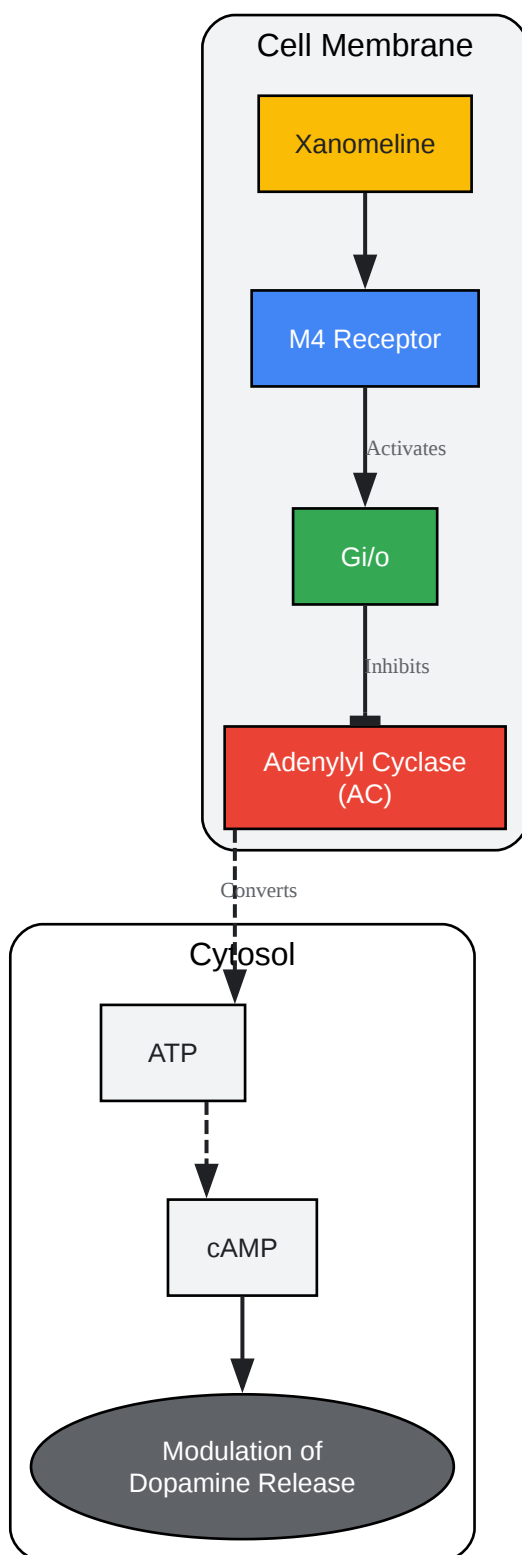 Cell Membrane
Xanomeline
M4 Receptor
Activates
Gi/o
Inhibits
Adenylyl Cyclase
(AC)
Converts
Cytosol
ATP
cAMP
Modulation of
Dopamine Release